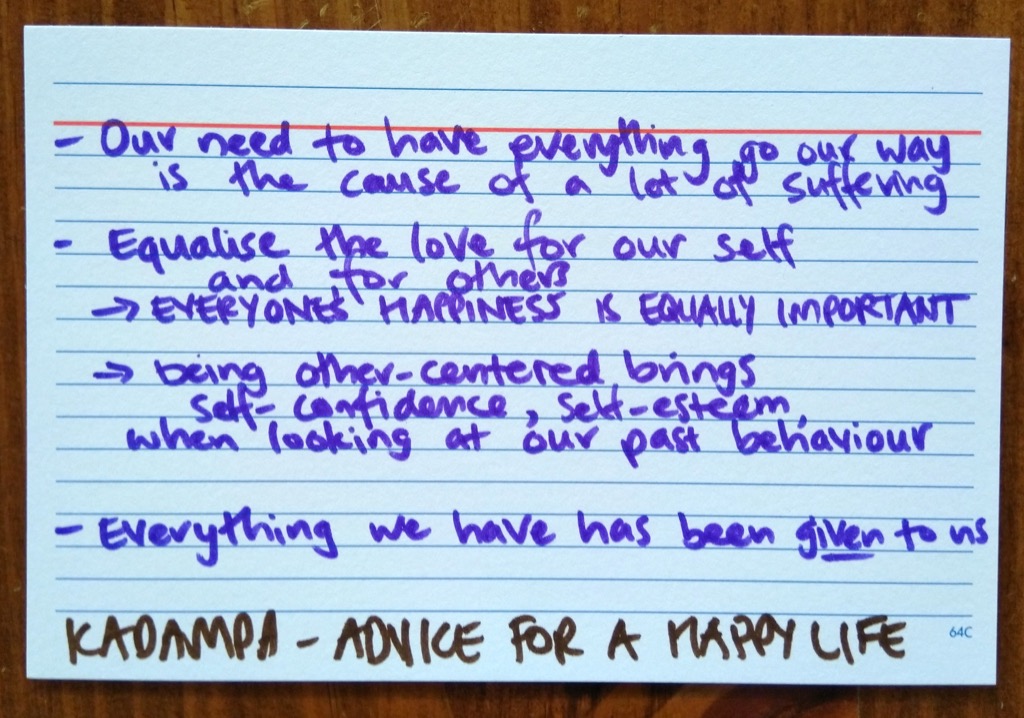 - Our need to have everything go our way
is the cause of a lot of suffering
- Equalise the love for our self
and for others
→ EVERYONES HAPPINESS IS EQUALLY IMPORTANT
→ being other-centered brings
self-confidence, self-esteem,
when looking at our past behaviour
- Everything we have has been given to us
KADAMPA - ADVICE FOR A HAPPY LIFE
64C